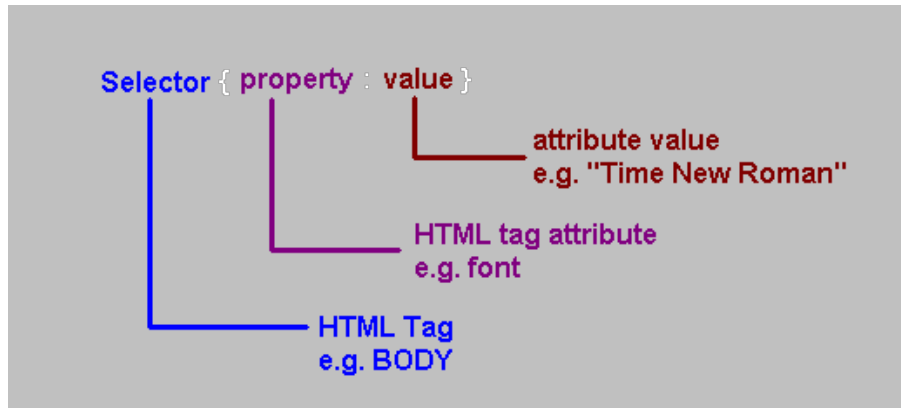 Selector { property : value }
attribute value
e.g. "Time New Roman"
HTML tag attribute
e.g. font
HTML Tag
e.g. BODY